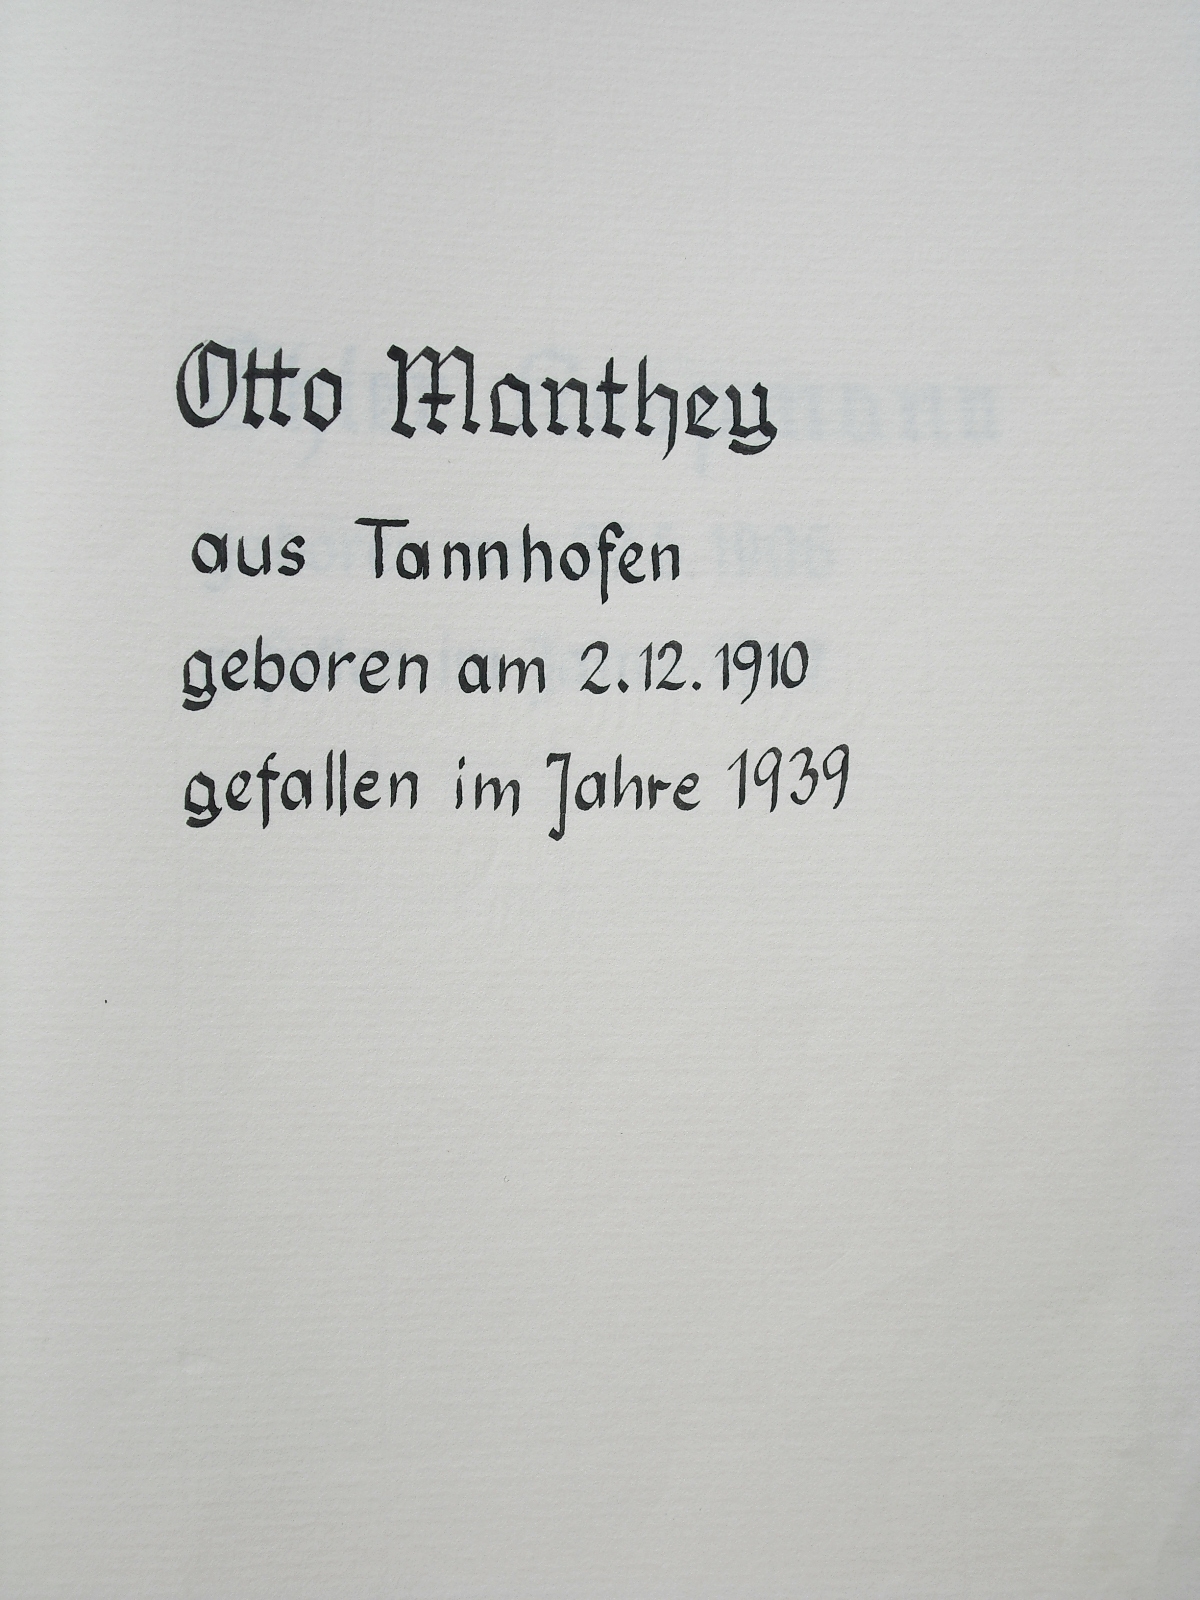 Otto Manthey
aus Tannhofen
geboren am 2.12.1910
gefallen im Jahre 1939